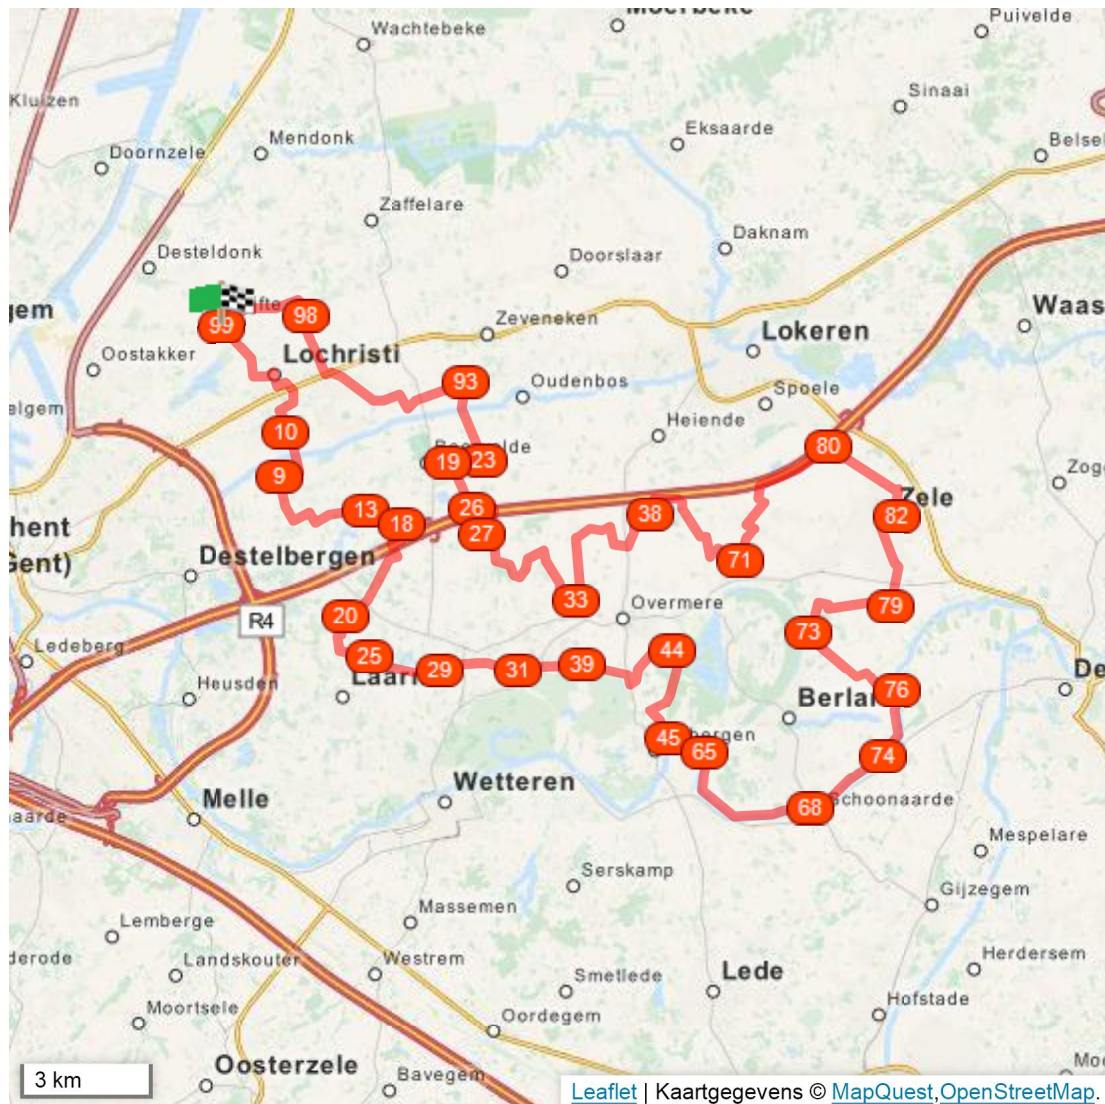 Puivelde
Wachtebeke
Sinaai
Kluizen
Eksaarde
Mendonk
Doornzele
Zaffelare
Daknam
Desteldonk
Doorslaar
Waas
Zeveneken
98
99
Lokeren
Lochristi
Oostakker
93
Oudenbos
Spoele
Heiende
10
80
19
23
9
Zele
26
13
38
82
18
27
Destelbergen
71
33
Overmere
79
20
R4
73
Ledeberg
44
25
39
29
31
De
Heusden
76
45
65
74
Wetteren
Melle
68
Schoonaarde
Mespelare
Serskamp
Gijzegem
Massemen
Lemberge
Herdersem
Westrem
Landskouter
Lede
Smetlede
Hofstade
Moortsele
Oordegem
Oosterzele
Bavegem
3 km
Leaflet | Kaartgegevens © MapQuest,OpenStreetMap.